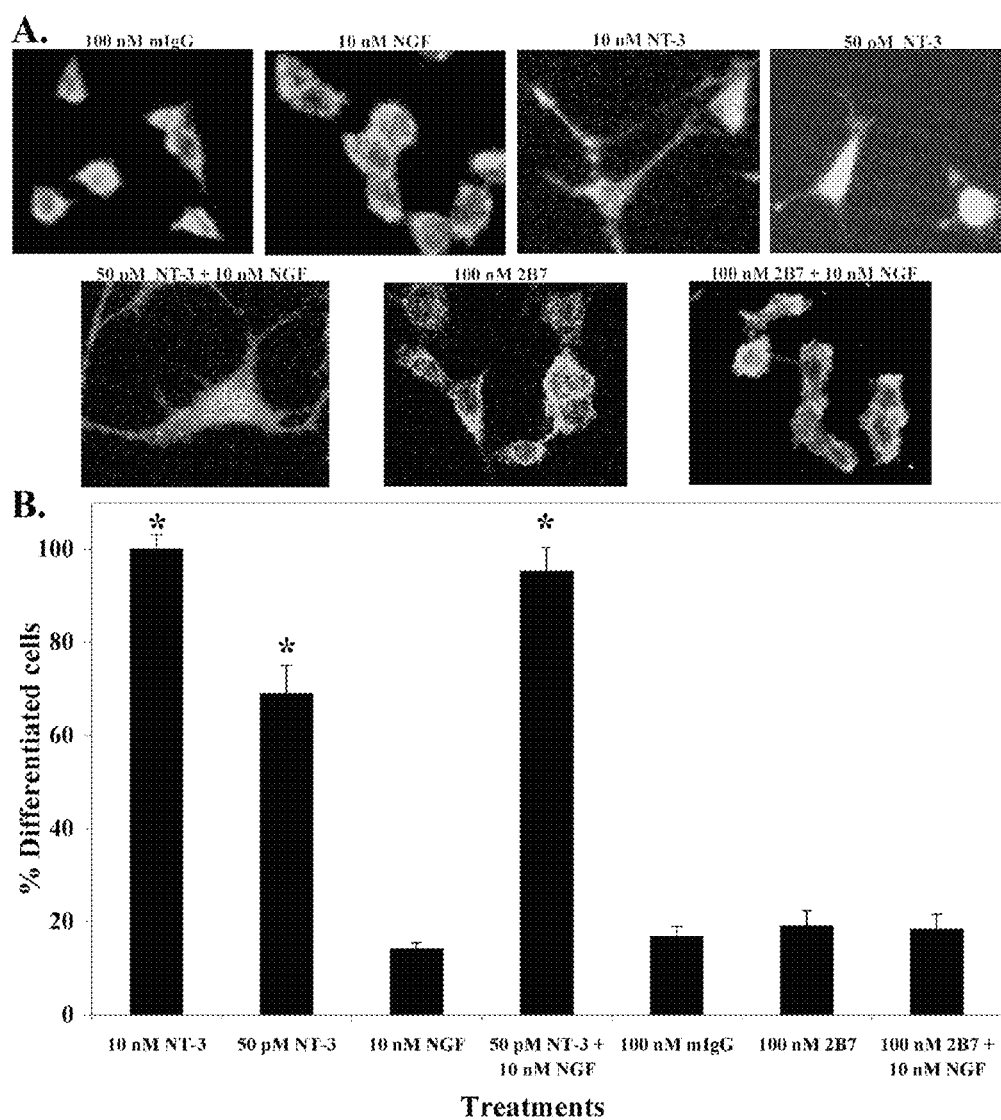 A.
100 nM mIgG
10 nM NGF
10 nM NT-3
50 pM NT-3
50 pM NT-3 + 10 nM NGF
100 nM 2B7
100 nM 2B7 + 10 nM NGF
B.
% Differentiated cells
100
80
60
40
20
0
*
*
*
10 nM NT-3
50 pM NT-3
10 nM NGF
50 pM NT-3 +
10 nM NGF
100 nM mIgG
100 nM 2B7
100 nM 2B7 +
10 nM NGF
Treatments